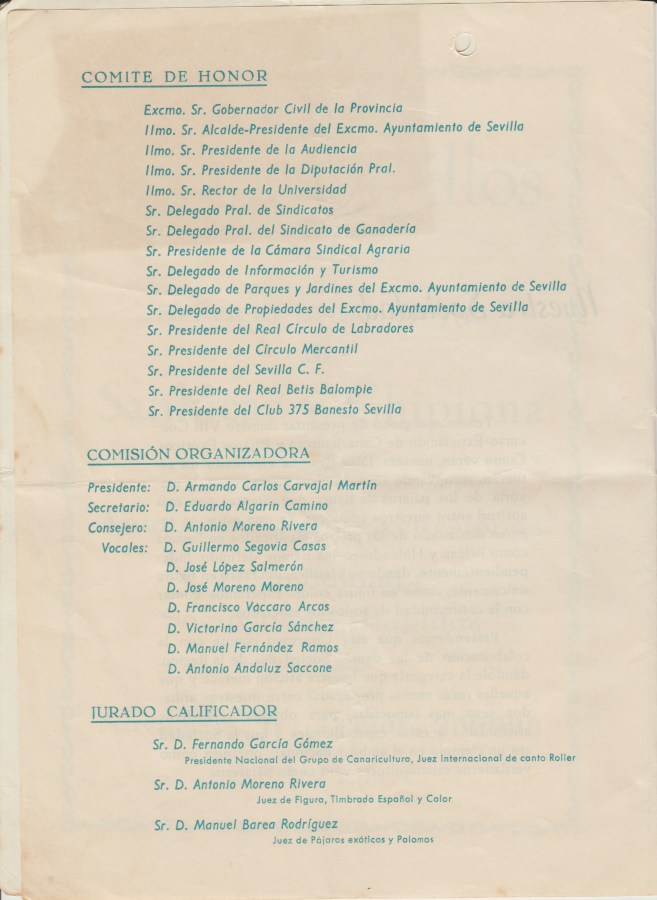 COMITE DE HONOR
Excmo. Sr. Gobernador Civil de la Provincia
Ilmo. Sr. Alcalde-Presidente del Excmo. Ayuntamiento de Sevilla
Ilmo. Sr. Presidente de la Audiencia
Ilmo. Sr. Presidente de la Diputación Pral.
Ilmo. Sr. Rector de la Universidad
Sr. Delegado Pral. de Sindicatos
Sr. Delegado Pral. del Sindicato de Ganadería
Sr. Presidente de la Cámara Sindical Agraria
Sr. Delegado de Información y Turismo
Sr. Delegado de Parques y Jardines del Excmo. Ayuntamiento de Sevilla
Sr. Delegado de Propiedades del Excmo. Ayuntamiento de Sevilla
Sr. Presidente del Real Círculo de Labradores
Sr. Presidente del Círculo Mercantil
Sr. Presidente del Sevilla C. F.
Sr. Presidente del Real Betis Balompie
Sr. Presidente del Club 375 Banesto Sevilla
COMISIÓN ORGANIZADORA
Presidente: D. Armando Carlos Carvajal Martín
Secretario: D. Eduardo Algarin Camino
Consejero: D. Antonio Moreno Rivera
Vocales: D. Guillermo Segovia Casas
D. José López Salmerón
D. José Moreno Moreno
D. Francisco Vaccaro Arcos
D. Victorino García Sánchez
D. Manuel Fernández Ramos
D. Antonio Andaluz Saccone
JURADO CALIFICADOR
Sr. D. Fernando García Gómez
Presidente Nacional del Grupo de Canaricultura, Juez Internacional de canto Roller
Sr. D. Antonio Moreno Rivera
Juez de Figura, Timbrado Español y Color
Sr. D. Manuel Barea Rodríguez
Juez de Pájaros exóticos y Palomos